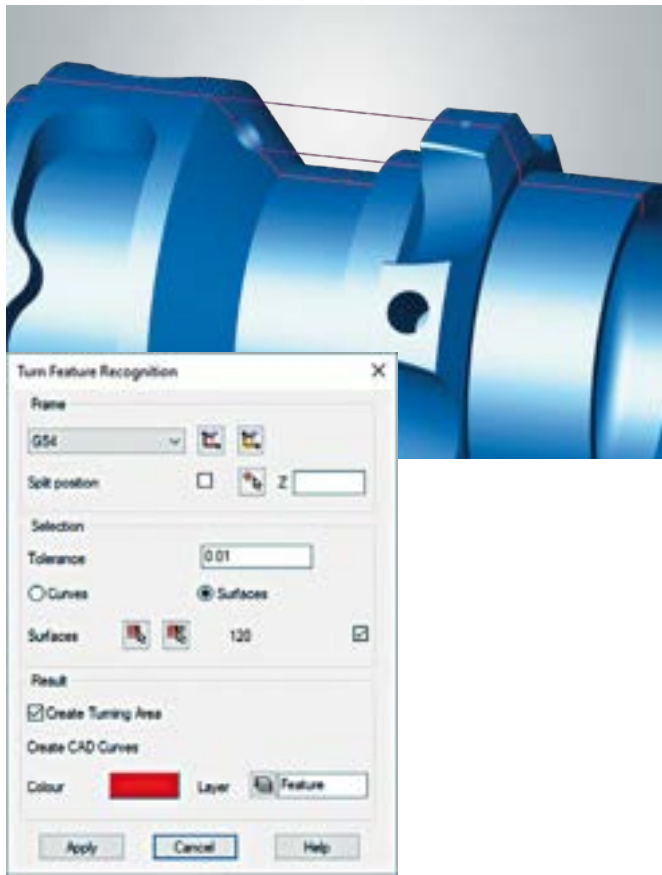 Turn Feature Recognition
Frame
G54
Split position Z
Selection
Tolerance 0.01
Curves Surfaces
Surfaces 120
Result
Create Turning Area
Create CAD Curves
Colour Layer Feature
Apply Cancel Help